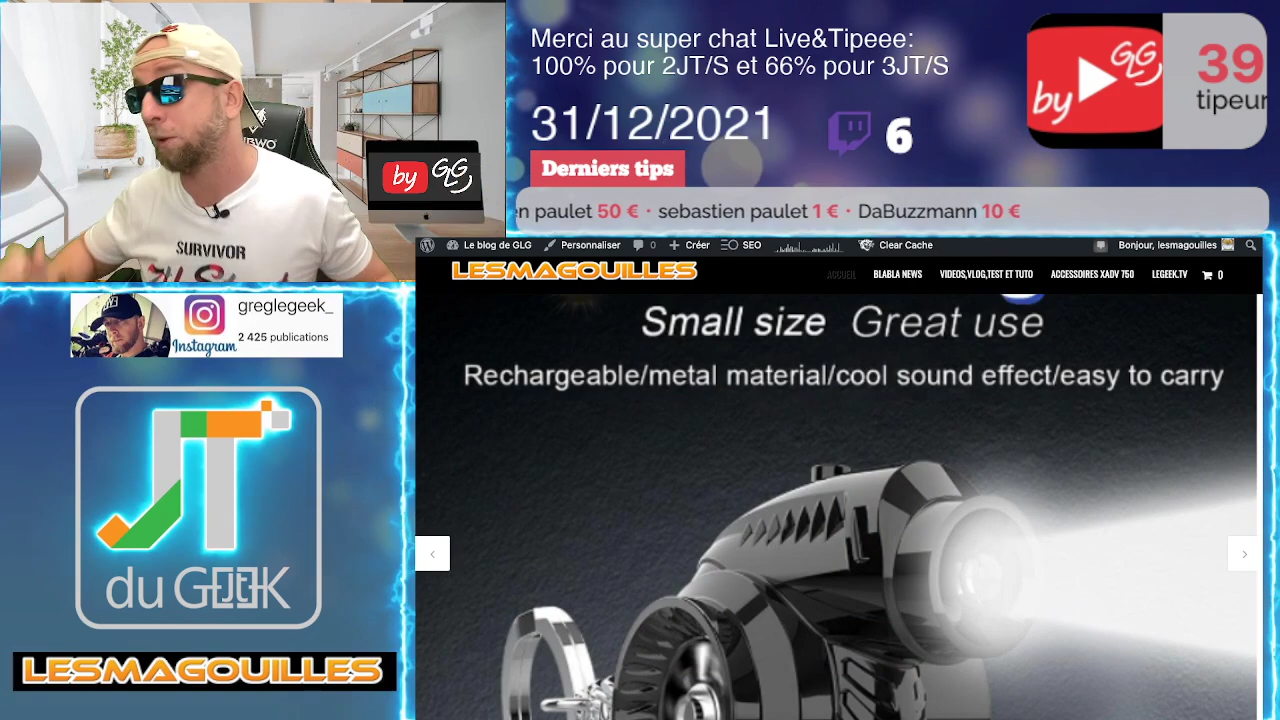 Merci au super chat Live&Tipeee:
100% pour 2JT/S et 66% pour 3JT/S
31/12/2021
6
by GLG
39
tipeur
Derniers tips
n paulet 50 € · sebastien paulet 1 € · DaBuzzmann 10 €
SURVIVOR
by GLG
Le blog de GLG Personnaliser 0 Créer SEO Clear Cache Bonjour, lesmagouilles
LESMAGOUILLES
ACCUEIL BLABLA NEWS VIDEOS,VLOG,TEST ET TUTO ACCESSOIRES XADV 750 LEGEEK.TV 0
greglegeek_
Instagram 2 425 publications
Small size Great use
Rechargeable/metal material/cool sound effect/easy to carry
JT
du GEEK
LESMAGOUILLES